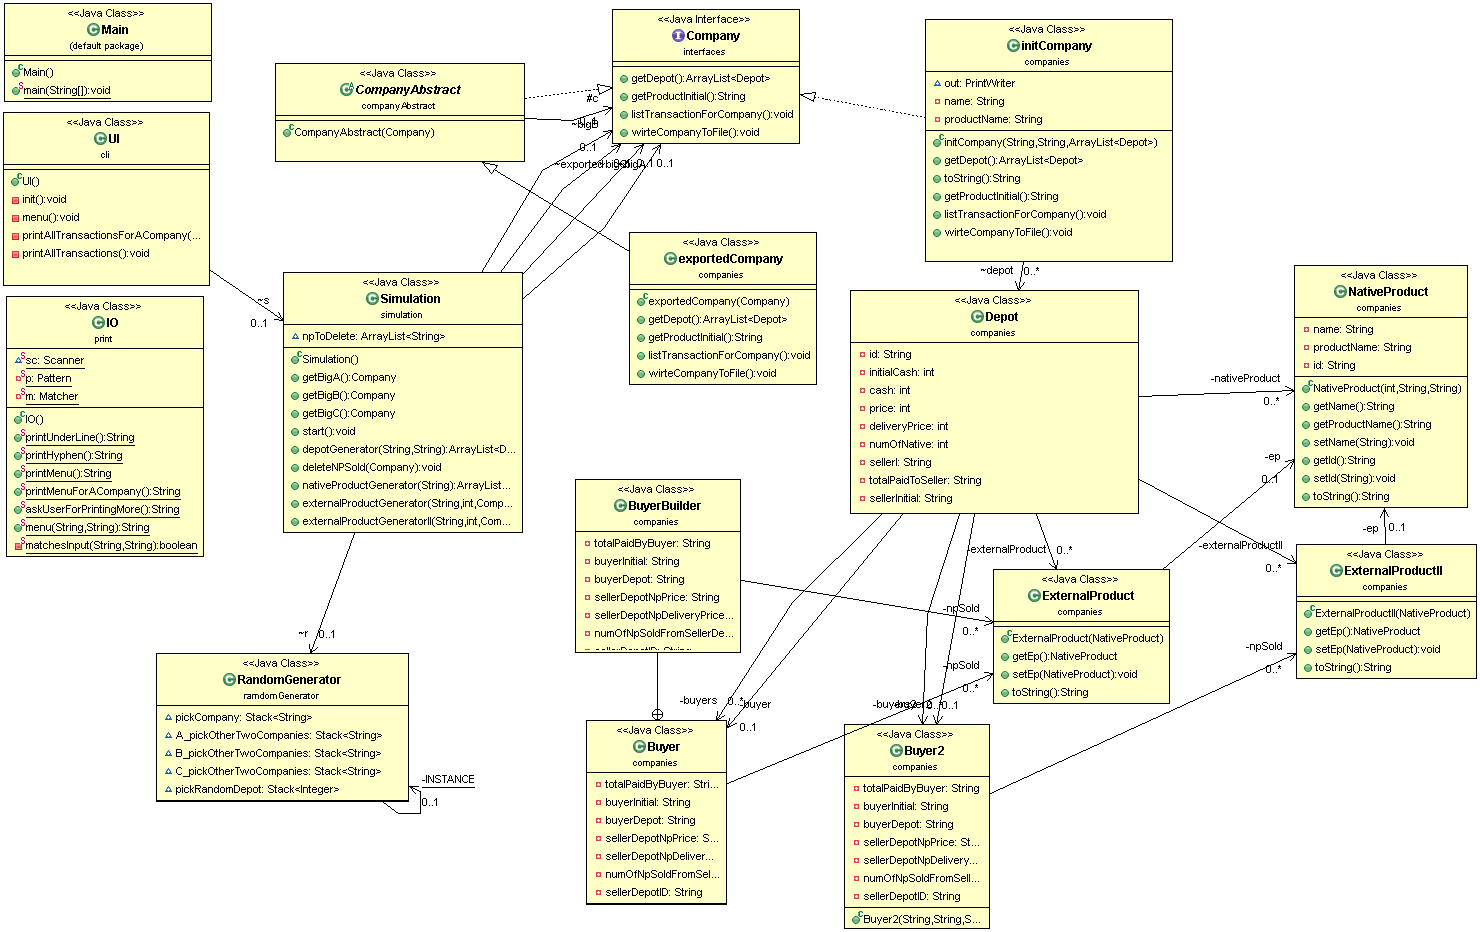 <<Java Class>>
Main
(default package)
Main()
main(String[]):void
<<Java Class>>
UI
cli
UI()
init():void
menu():void
printAllTransactionsForACompany(...
printAllTransactions():void
<<Java Class>>
IO
print
sc: Scanner
p: Pattern
m: Matcher
IO()
printUnderLine():String
printHyphen():String
printMenu():String
printMenuForACompany():String
askUserForPrintingMore():String
menu(String,String):String
matchesInput(String,String):boolean
<<Java Class>>
CompanyAbstract
companyAbstract
CompanyAbstract(Company)
<<Java Interface>>
Company
interfaces
getDepot():ArrayList<Depot>
getProductInitial():String
listTransactionForCompany():void
wirteCompanyToFile():void
<<Java Class>>
initCompany
companies
out: PrintWriter
name: String
productName: String
initCompany(String,String,ArrayList<Depot>)
getDepot():ArrayList<Depot>
toString():String
getProductInitial():String
listTransactionForCompany():void
wirteCompanyToFile():void
#c
~bigB
0..1
0..1
~s
0..1
~depot
0..*
<<Java Class>>
exportedCompany
companies
exportedCompany(Company)
getDepot():ArrayList<Depot>
getProductInitial():String
listTransactionForCompany():void
wirteCompanyToFile():void
<<Java Class>>
Simulation
simulation
npToDelete: ArrayList<String>
Simulation()
getBigA():Company
getBigB():Company
getBigC():Company
start():void
depotGenerator(String,String):ArrayList<D...
deleteNPSold(Company):void
nativeProductGenerator(String):ArrayList...
externalProductGenerator(String,int,Comp...
externalProductGeneratorII(String,int,Com...
<<Java Class>>
Depot
companies
id: String
initialCash: int
cash: int
price: int
deliveryPrice: int
numOfNative: int
sellerI: String
totalPaidToSeller: String
sellerInitial: String
-nativeProduct
0..*
<<Java Class>>
NativeProduct
companies
name: String
productName: String
id: String
NativeProduct(int,String,String)
getName():String
getProductName():String
setName(String):void
getId():String
setId(String):void
toString():String
-ep
0..1
-ep
0..1
<<Java Class>>
BuyerBuilder
companies
totalPaidByBuyer: String
buyerInitial: String
buyerDepot: String
sellerDepotNpPrice: String
sellerDepotNpDeliveryPrice...
numOfNpSoldFromSellerDe...
-externalProduct
0..*
-externalProductII
0..*
<<Java Class>>
ExternalProduct
companies
ExternalProduct(NativeProduct)
getEp():NativeProduct
setEp(NativeProduct):void
toString():String
<<Java Class>>
ExternalProductII
companies
ExternalProductII(NativeProduct)
getEp():NativeProduct
setEp(NativeProduct):void
toString():String
-npSold
0..*
-npSold
0..*
-npSold
0..*
~r
0..1
<<Java Class>>
RandomGenerator
ramdomGenerator
pickCompany: Stack<String>
A_pickOtherTwoCompanies: Stack<String>
B_pickOtherTwoCompanies: Stack<String>
C_pickOtherTwoCompanies: Stack<String>
pickRandomDepot: Stack<Integer>
-INSTANCE
0..1
-buyers
0..*
-buyer
0..1
<<Java Class>>
Buyer
companies
totalPaidByBuyer: Stri...
buyerInitial: String
buyerDepot: String
sellerDepotNpPrice: S...
sellerDepotNpDeliver...
numOfNpSoldFromSel...
sellerDepotID: String
<<Java Class>>
Buyer2
companies
totalPaidByBuyer: String
buyerInitial: String
buyerDepot: String
sellerDepotNpPrice: St...
sellerDepotNpDelivery...
numOfNpSoldFromSell...
sellerDepotID: String
Buyer2(String,String,S...